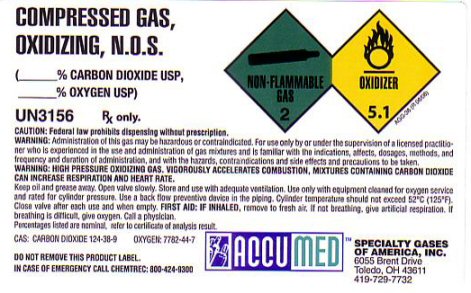 COMPRESSED GAS,
OXIDIZING, N.O.S.
(______% CARBON DIOXIDE USP,
______% OXYGEN USP)
UN3156 Rx only.
NON-FLAMMABLE
GAS
2
OXIDIZER
5.1
CAUTION: Federal law prohibits dispensing without prescription.
WARNING: Administration of this gas may be hazardous or contraindicated. For use only by or under the supervision of a licensed practitio-
ner who is experienced in the use and administration of gas mixtures and is familiar with the indications, affects, dosages, methods, and
frequency and duration of administration, and with the hazards, contraindications and side effects and precautions to be taken.
WARNING: HIGH PRESSURE OXIDIZING GAS. VIGOROUSLY ACCELERATES COMBUSTION, MIXTURES CONTAINING CARBON DIOXIDE
CAN INCREASE RESPIRATION AND HEART RATE.
Keep oil and grease away. Open valve slowly. Store and use with adequate ventilation. Use only with equipment cleaned for oxygen service
and rated for cylinder pressure. Use a back flow preventive device in the piping. Cylinder temperature should not exceed 52°C (125°F).
Close valve after each use and when empty. FIRST AID: IF INHALED, remove to fresh air. If not breathing, give artificial respiration. If
breathing is difficult, give oxygen. Call a physician.
Percentages listed are nominal, refer to certificate of analysis result.
CAS: CARBON DIOXIDE 124-38-9 OXYGEN: 7782-44-7
DO NOT REMOVE THIS PRODUCT LABEL.
IN CASE OF EMERGENCY CALL CHEMTREC: 800-424-9300
ACCUMED™
SPECIALTY GASES
OF AMERICA, INC.
6055 Brent Drive
Toledo, OH 43611
419-729-7732